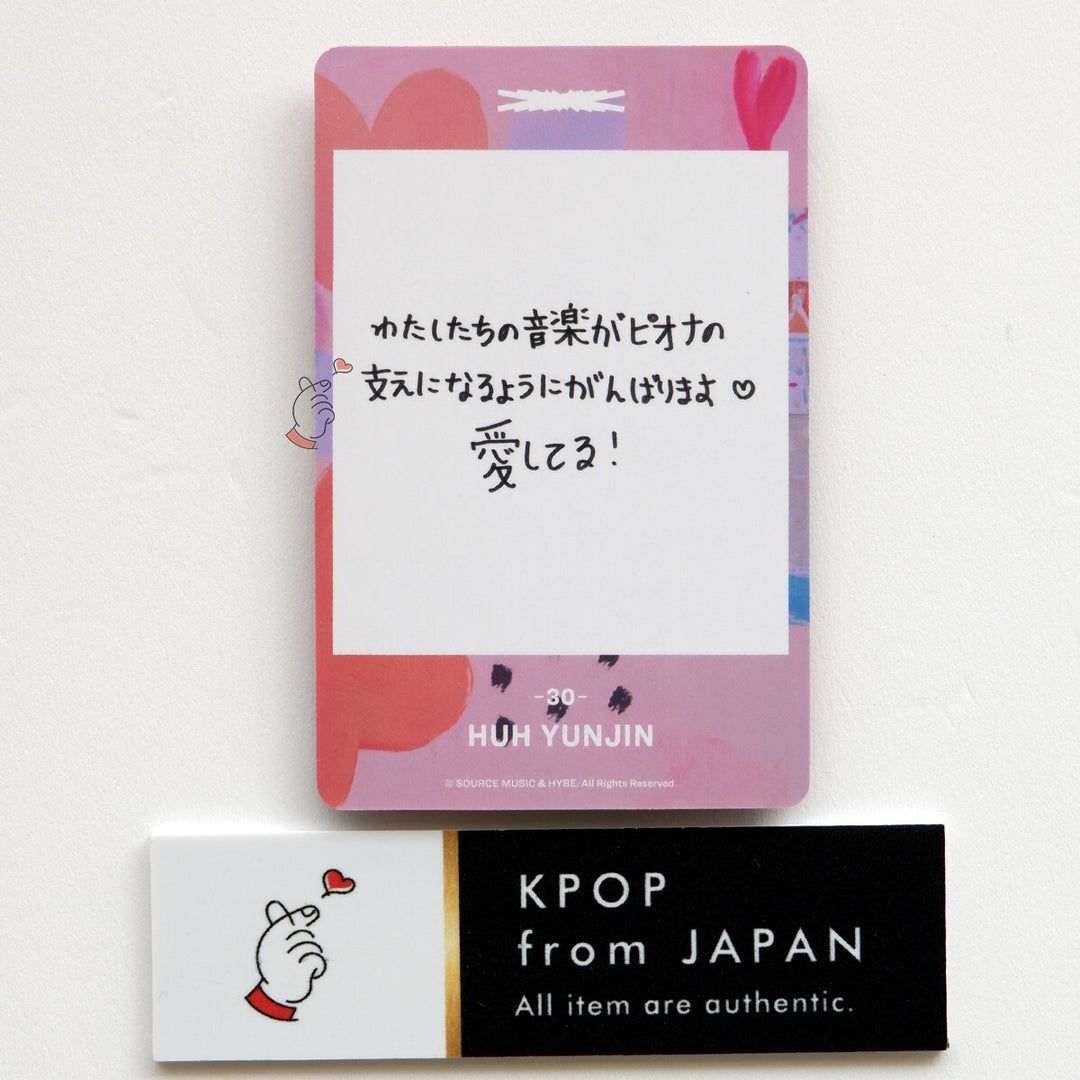 わたしたちの音楽がピオナの
支えになるようにがんばります♡
愛してる!
-30-
HUH YUNJIN
SOURCE MUSIC & HYBE. All Rights Reserved.
KPOP
from JAPAN
All item are authentic.